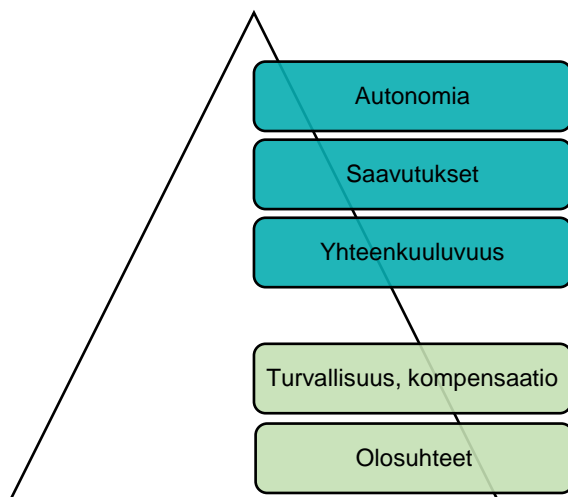 Autonomia
Saavutukset
Yhteenkuuluvuus
Turvallisuus, kompensaatio
Olosuhteet